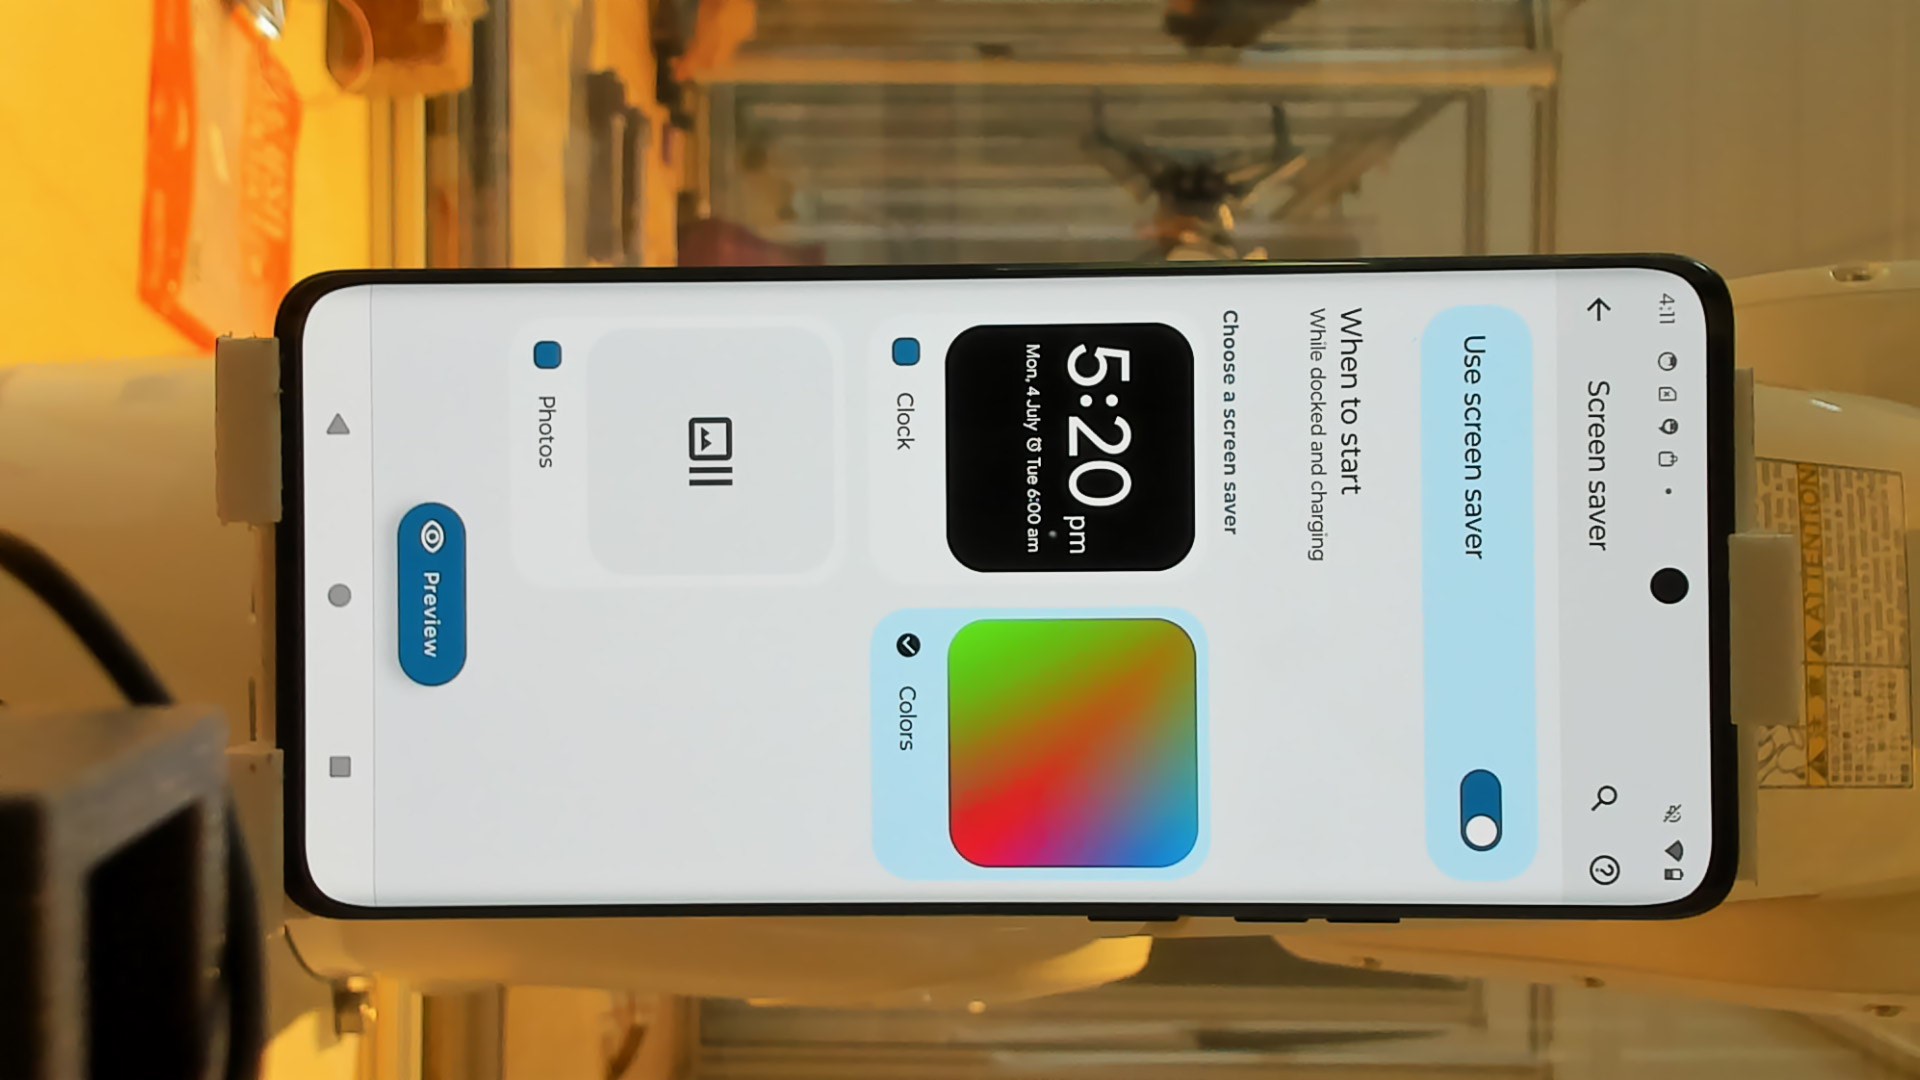 4:11
Screen saver
Use screen saver
When to start
While docked and charging
Choose a screen saver
5:20 pm
Mon, 4 July Tue 6:00 am
Clock
Colors
Photos
Preview
ATTENTION